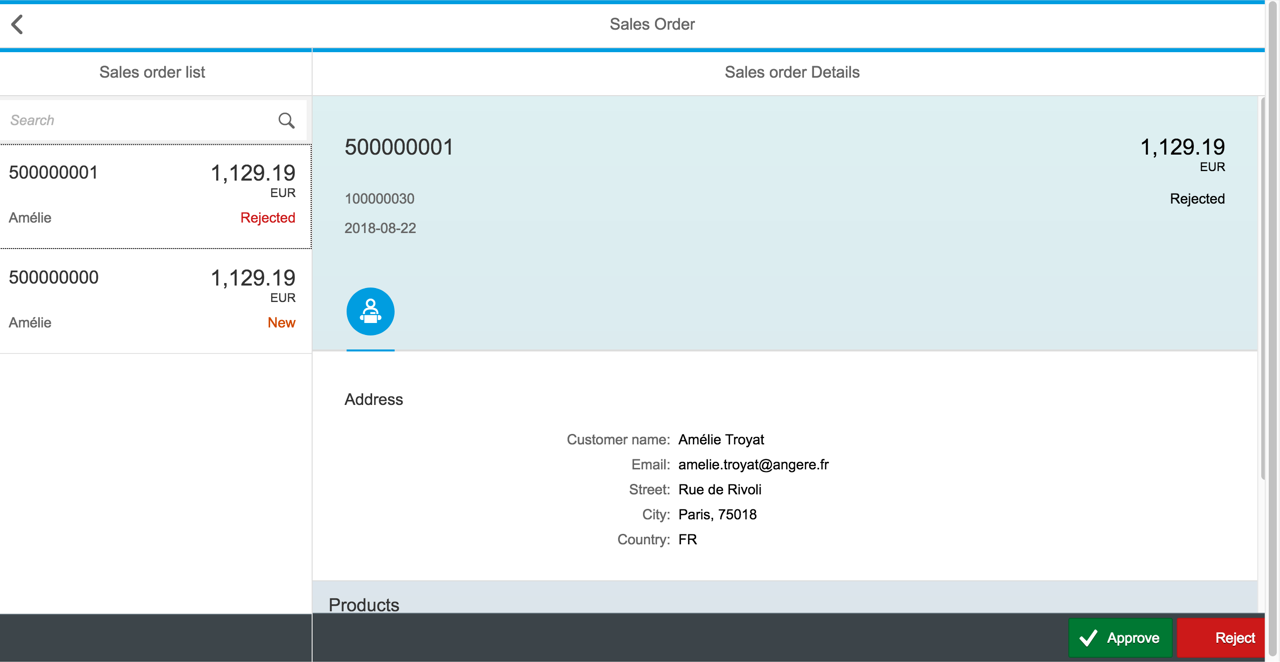 Sales Order
Sales order list
Sales order Details
Search
500000001 1,129.19
EUR
Amélie Rejected
500000000 1,129.19
EUR
Amélie New
500000001 1,129.19
EUR
100000030 Rejected
2018-08-22
Address
Customer name: Amélie Troyat
Email: amelie.troyat@angere.fr
Street: Rue de Rivoli
City: Paris, 75018
Country: FR
Products
Approve Reject